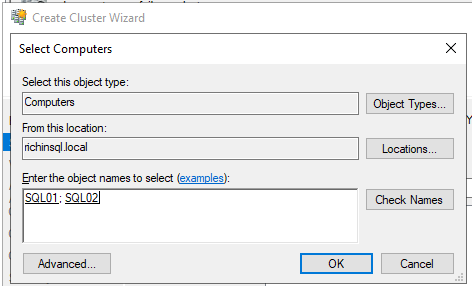 Create Cluster Wizard
Select Computers
Select this object type:
Computers
Object Types...
From this location:
richinsql.local
Locations...
Enter the object names to select (examples):
SQL01; SQL02
Check Names
Advanced...
OK
Cancel